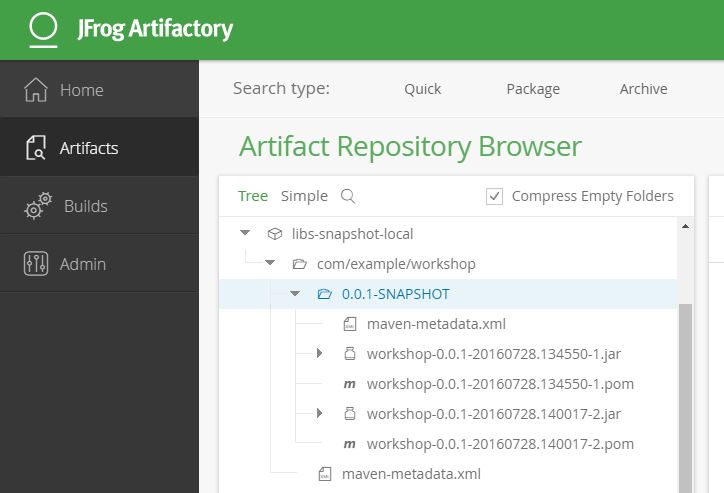 JFrog Artifactory
Home
Artifacts
Builds
Admin
Search type: Quick Package Archive
Artifact Repository Browser
Tree Simple Compress Empty Folders
libs-snapshot-local
com/example/workshop
0.0.1-SNAPSHOT
maven-metadata.xml
workshop-0.0.1-20160728.134550-1.jar
m workshop-0.0.1-20160728.134550-1.pom
workshop-0.0.1-20160728.140017-2.jar
m workshop-0.0.1-20160728.140017-2.pom
maven-metadata.xml